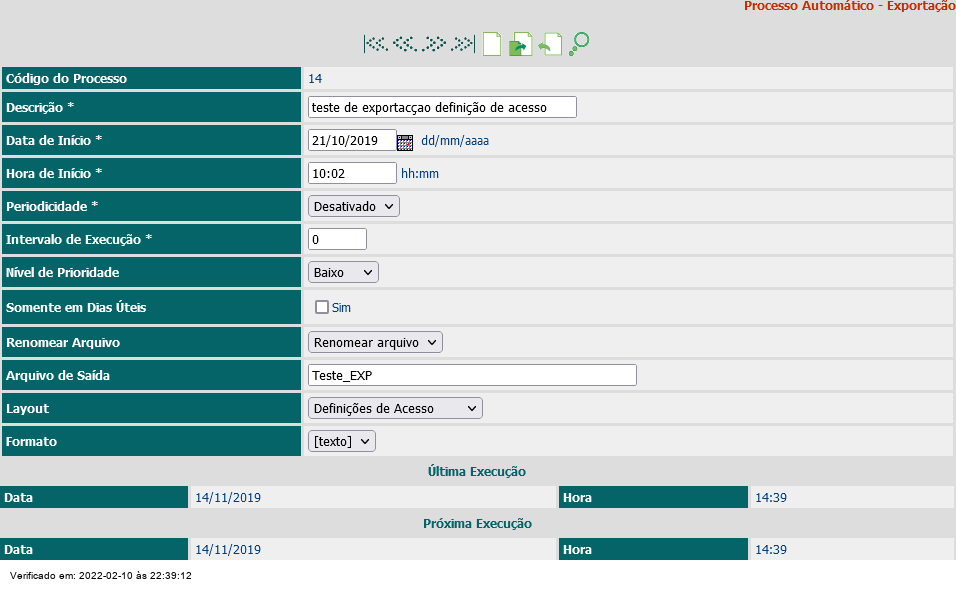 Processo Automático - Exportação
Código do Processo 14
Descrição * teste de exportacçao definição de acesso
Data de Início * 21/10/2019 dd/mm/aaaa
Hora de Início * 10:02 hh:mm
Periodicidade * Desativado
Intervalo de Execução * 0
Nível de Prioridade Baixo
Somente em Dias Úteis Sim
Renomear Arquivo Renomear arquivo
Arquivo de Saída Teste_EXP
Layout Definições de Acesso
Formato [texto]
Última Execução
Data 14/11/2019 Hora 14:39
Próxima Execução
Data 14/11/2019 Hora 14:39
Verificado em: 2022-02-10 às 22:39:12